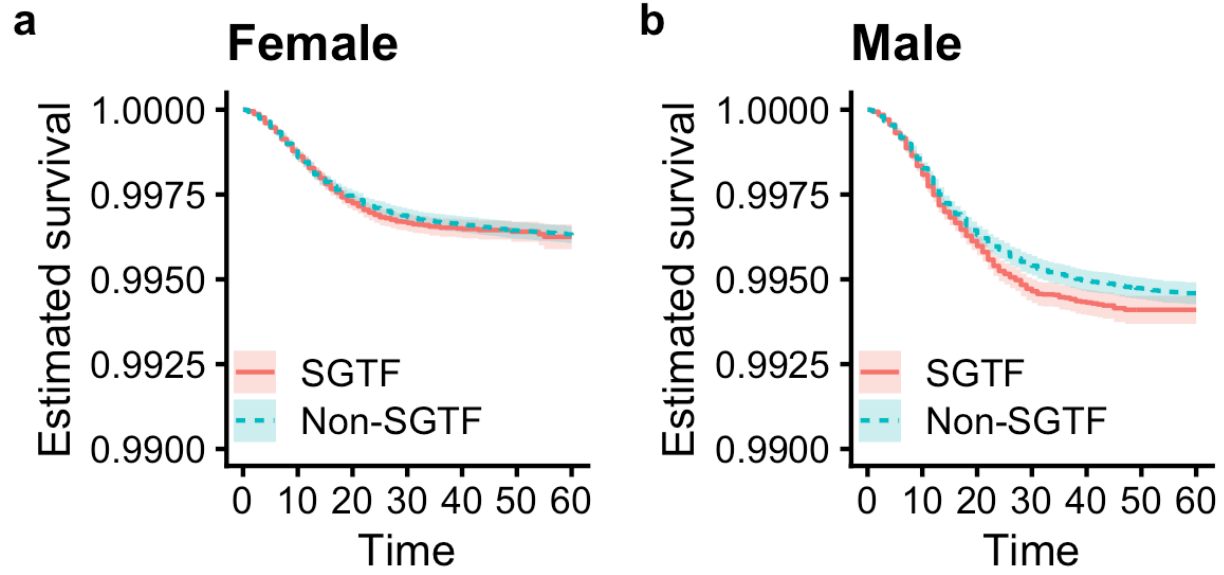 a
Female
Estimated survival
1.0000
0.9975
0.9950
0.9925
0.9900
SGTF
Non-SGTF
0 10 20 30 40 50 60
Time
b
Male
Estimated survival
1.0000
0.9975
0.9950
0.9925
0.9900
SGTF
Non-SGTF
0 10 20 30 40 50 60
Time